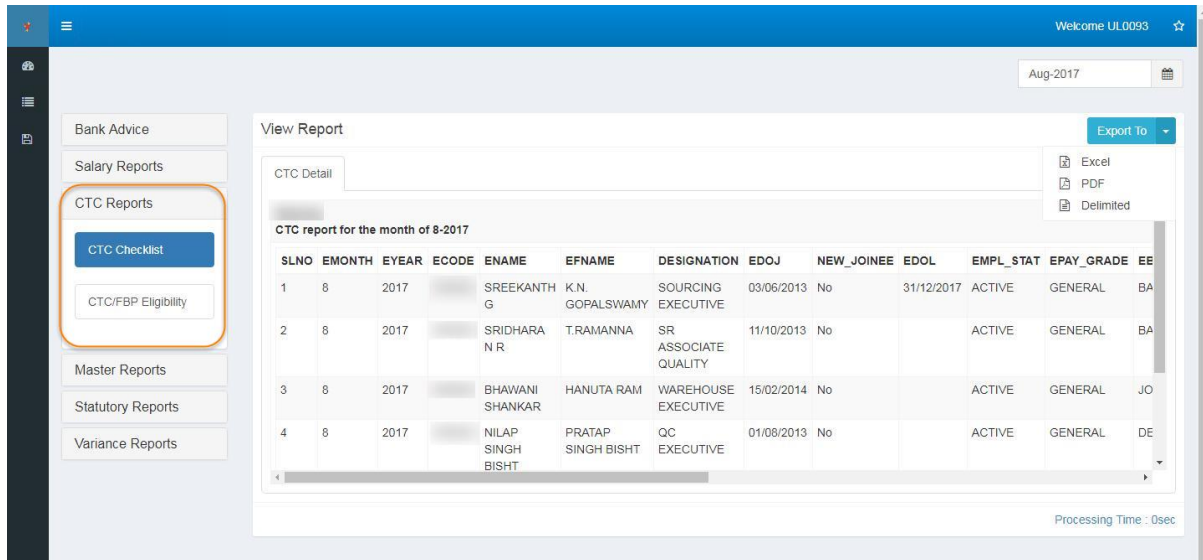 Welcome UL0093
Aug-2017
Bank Advice
Salary Reports
CTC Reports
CTC Checklist
CTC/FBP Eligibility
Master Reports
Statutory Reports
Variance Reports
View Report
Export To
Excel
PDF
Delimited
CTC Detail
CTC report for the month of 8-2017
SLNO EMONTH EYEAR ECODE ENAME EFNAME DESIGNATION EDOJ NEW_JOINEE EDOL EMPL_STAT EPAY_GRADE EE
1 8 2017 SREEKANTH K.N. SOURCING 03/06/2013 No 31/12/2017 ACTIVE GENERAL BA
G GOPALSWAMY EXECUTIVE
2 8 2017 SRIDHARA T.RAMANNA SR 11/10/2013 No ACTIVE GENERAL BA
N R ASSOCIATE
QUALITY
3 8 2017 BHAWANI HANUTA RAM WAREHOUSE 15/02/2014 No ACTIVE GENERAL JO
SHANKAR EXECUTIVE
4 8 2017 NILAP PRATAP QC 01/08/2013 No ACTIVE GENERAL DE
SINGH SINGH BISHT EXECUTIVE
BISHT
Processing Time : 0sec